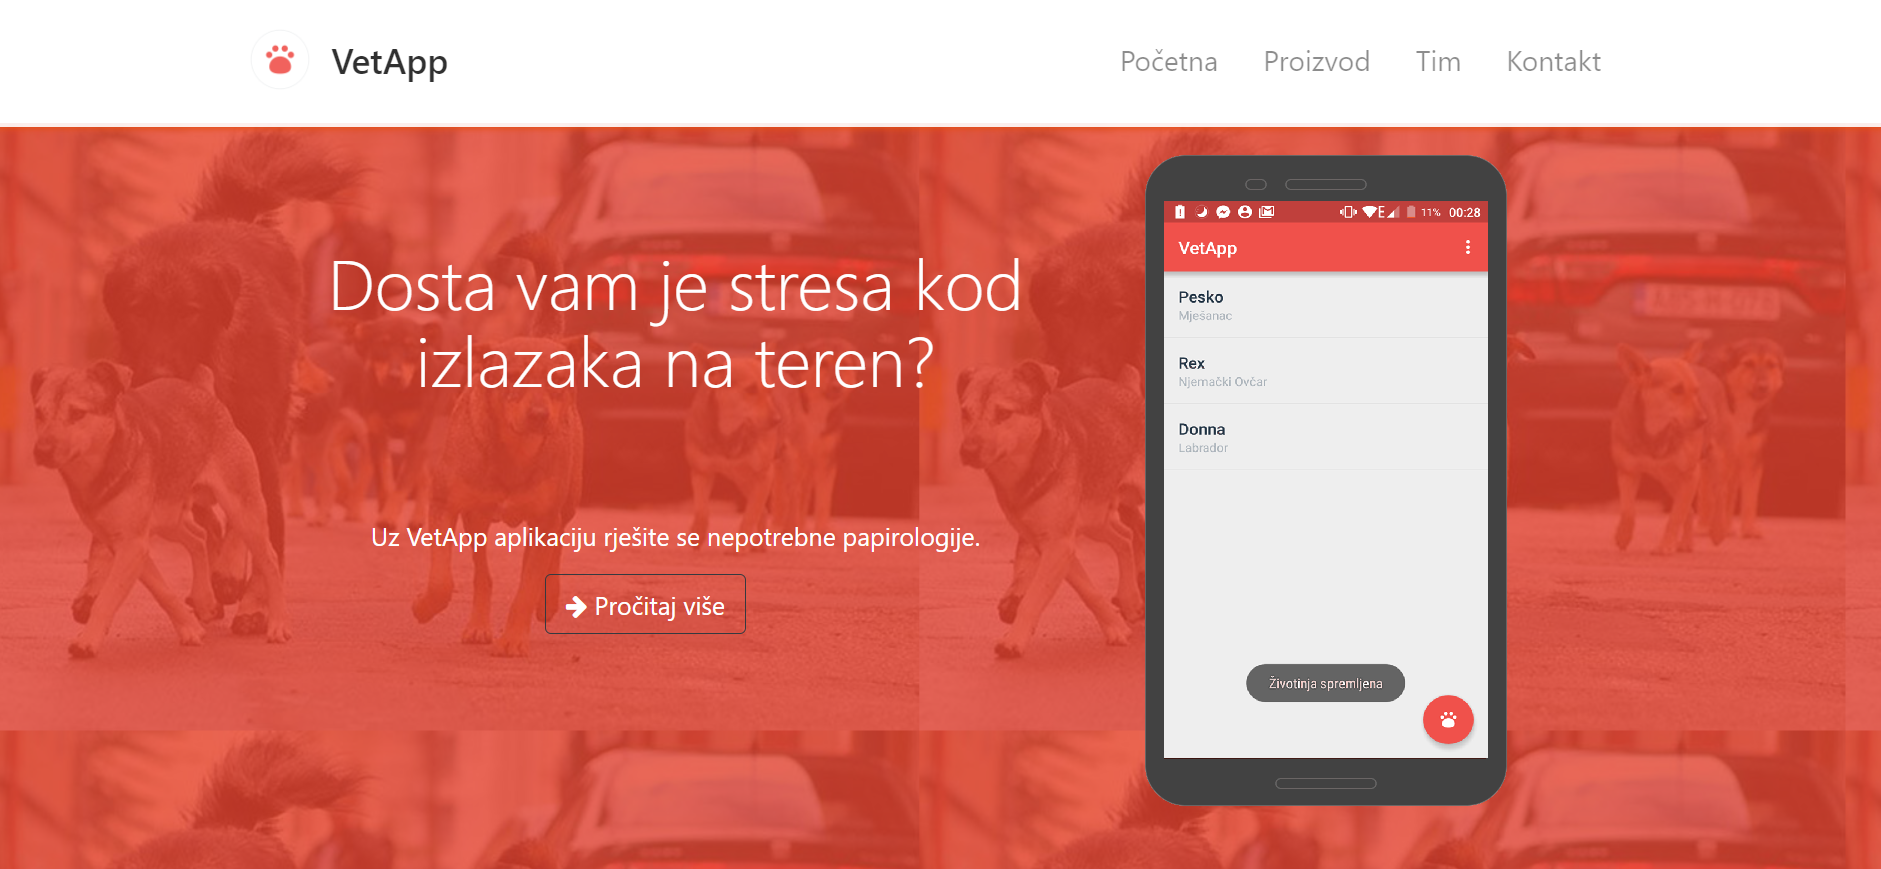 VetApp
Početna Proizvod Tim Kontakt
Dosta vam je stresa kod
izlazaka na teren?
Uz VetApp aplikaciju rješite se nepotrebne papirologije.
Pročitaj više
E 11% 00:28
VetApp
Pesko
Mješanac
Rex
Njemački Ovčar
Donna
Labrador
Životinja spremljena